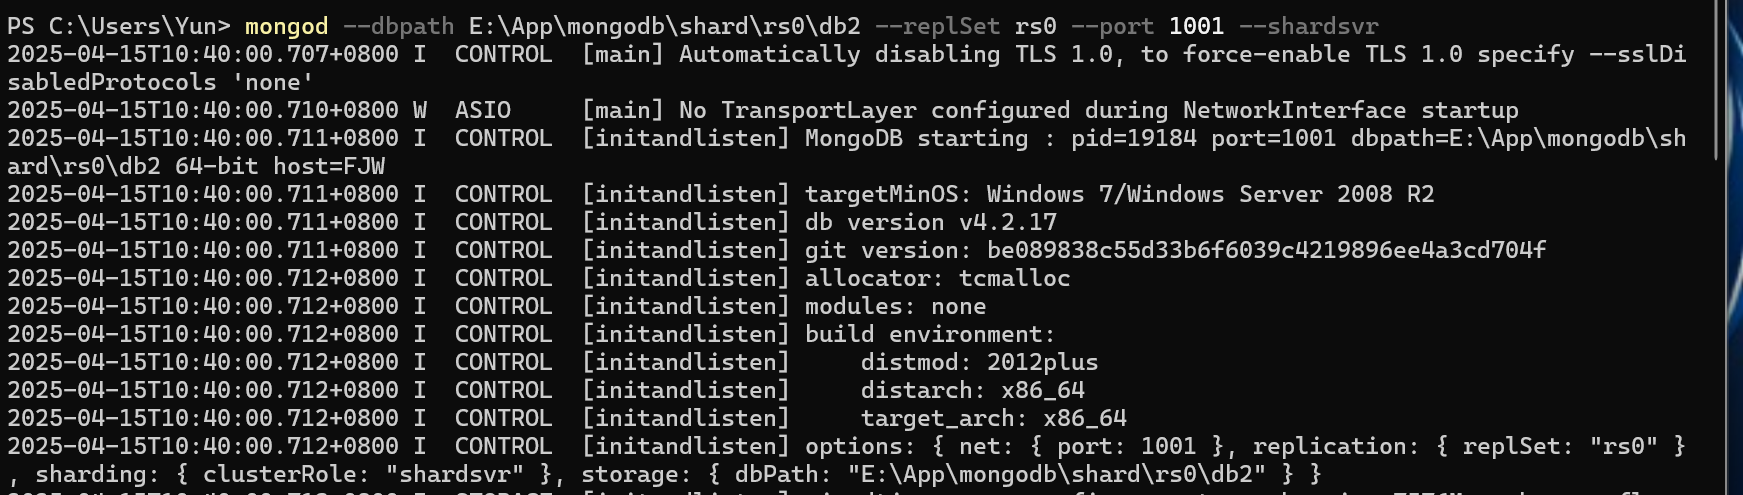 PS C:\Users\Yun> mongod --dbpath E:\App\mongodb\shard\rs0\db2 --replSet rs0 --port 1001 --shardsvr
2025-04-15T10:40:00.707+0800 I  CONTROL  [main] Automatically disabling TLS 1.0, to force-enable TLS 1.0 specify --sslDi
sabledProtocols 'none'
2025-04-15T10:40:00.710+0800 W  ASIO     [main] No TransportLayer configured during NetworkInterface startup
2025-04-15T10:40:00.711+0800 I  CONTROL  [initandlisten] MongoDB starting : pid=19184 port=1001 dbpath=E:\App\mongodb\sh
ard\rs0\db2 64-bit host=FJW
2025-04-15T10:40:00.711+0800 I  CONTROL  [initandlisten] targetMinOS: Windows 7/Windows Server 2008 R2
2025-04-15T10:40:00.711+0800 I  CONTROL  [initandlisten] db version v4.2.17
2025-04-15T10:40:00.711+0800 I  CONTROL  [initandlisten] git version: be089838c55d33b6f6039c4219896ee4a3cd704f
2025-04-15T10:40:00.712+0800 I  CONTROL  [initandlisten] allocator: tcmalloc
2025-04-15T10:40:00.712+0800 I  CONTROL  [initandlisten] modules: none
2025-04-15T10:40:00.712+0800 I  CONTROL  [initandlisten] build environment:
2025-04-15T10:40:00.712+0800 I  CONTROL  [initandlisten]     distmod: 2012plus
2025-04-15T10:40:00.712+0800 I  CONTROL  [initandlisten]     distarch: x86_64
2025-04-15T10:40:00.712+0800 I  CONTROL  [initandlisten]     target_arch: x86_64
2025-04-15T10:40:00.712+0800 I  CONTROL  [initandlisten] options: { net: { port: 1001 }, replication: { replSet: "rs0" }
, sharding: { clusterRole: "shardsvr" }, storage: { dbPath: "E:\App\mongodb\shard\rs0\db2" } }